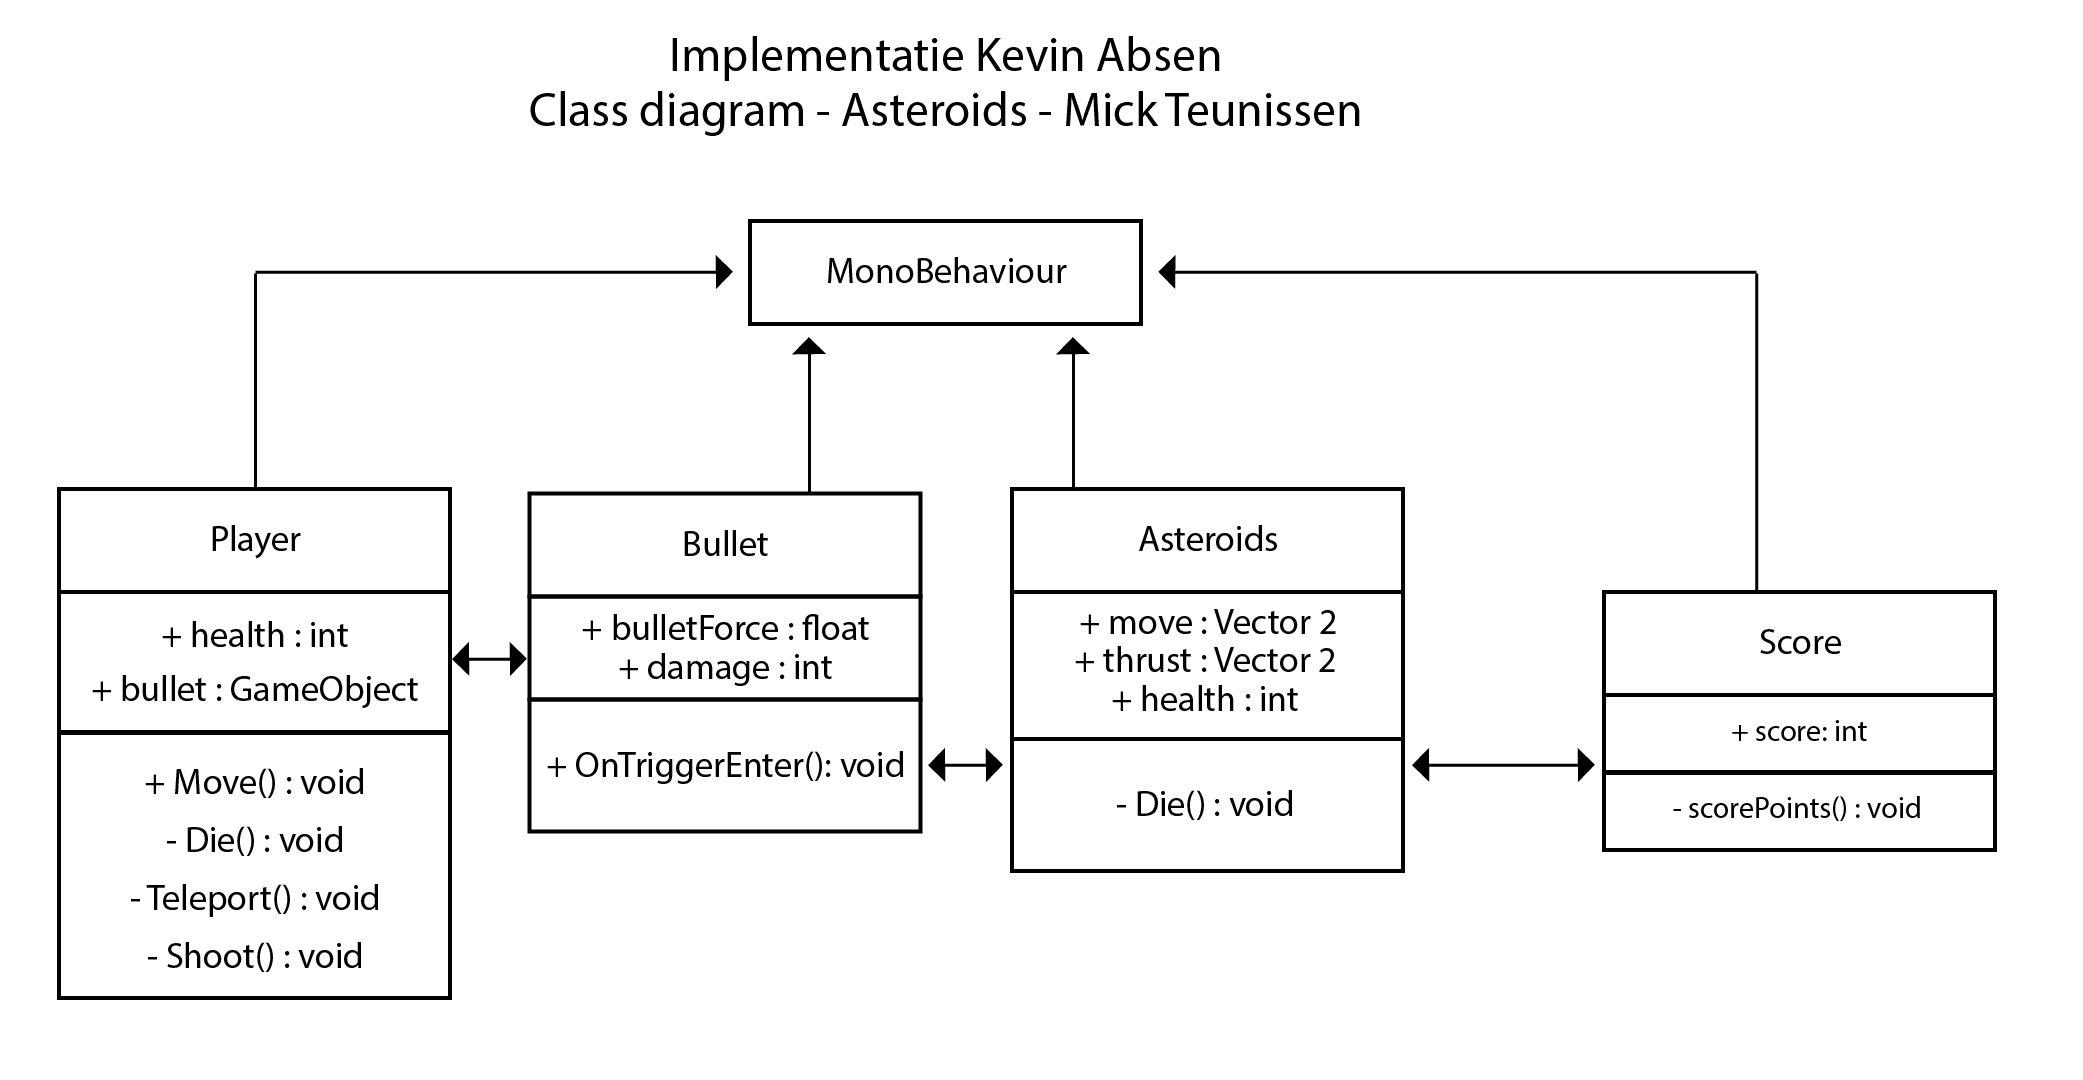 Implementatie Kevin Absen
Class diagram - Asteroids - Mick Teunissen
MonoBehaviour
Player
+ health : int
+ bullet : GameObject
+ Move() : void
- Die() : void
- Teleport() : void
- Shoot() : void
Bullet
+ bulletForce : float
+ damage : int
+ OnTriggerEnter(): void
Asteroids
+ move : Vector 2
+ thrust : Vector 2
+ health : int
- Die() : void
Score
+ score: int
- scorePoints() : void